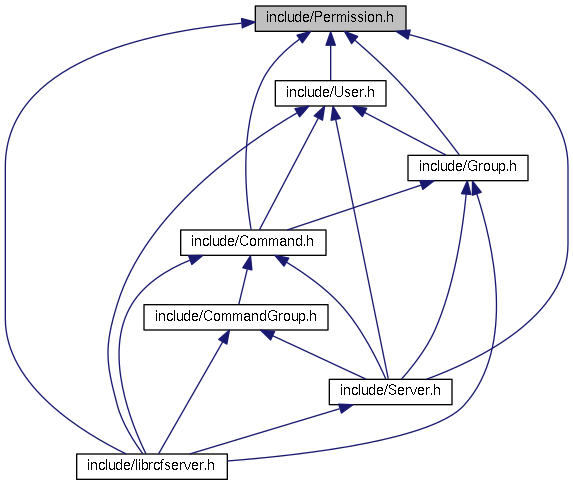 include/Permission.h
include/User.h
include/Group.h
include/Command.h
include/CommandGroup.h
include/Server.h
include/librcfserver.h